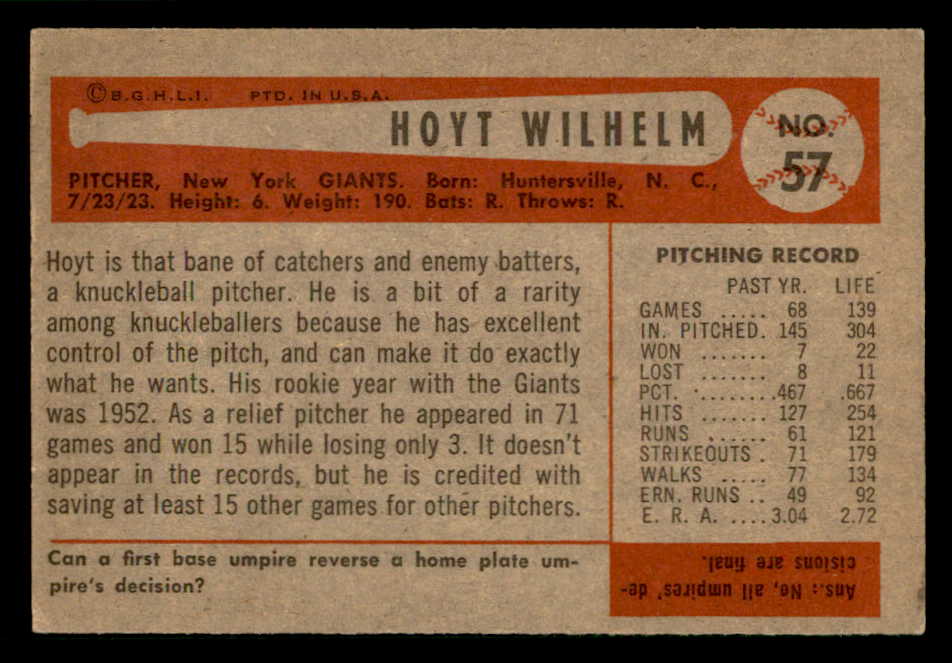 © B.G.H.L.I. PTD. IN U.S.A.
HOYT WILHELM
NO.
57
PITCHER, New York GIANTS. Born: Huntersville, N. C.,
7/23/23. Height: 6. Weight: 190. Bats: R. Throws: R.
Hoyt is that bane of catchers and enemy batters,
a knuckleball pitcher. He is a bit of a rarity
among knuckleballers because he has excellent
control of the pitch, and can make it do exactly
what he wants. His rookie year with the Giants
was 1952. As a relief pitcher he appeared in 71
games and won 15 while losing only 3. It doesn't
appear in the records, but he is credited with
saving at least 15 other games for other pitchers.
PITCHING RECORD
PAST YR. LIFE
GAMES ..... 68 139
IN. PITCHED. 145 304
WON ....... 7 22
LOST ....... 8 11
PCT. ........ .467 .667
HITS ....... 127 254
RUNS ...... 61 121
STRIKEOUTS . 71 179
WALKS ..... 77 134
ERN. RUNS .. 49 92
E. R. A. .... 3.04 2.72
Can a first base umpire reverse a home plate um-
pire's decision?
Ans.: No, all umpires' de-
cisions are final.